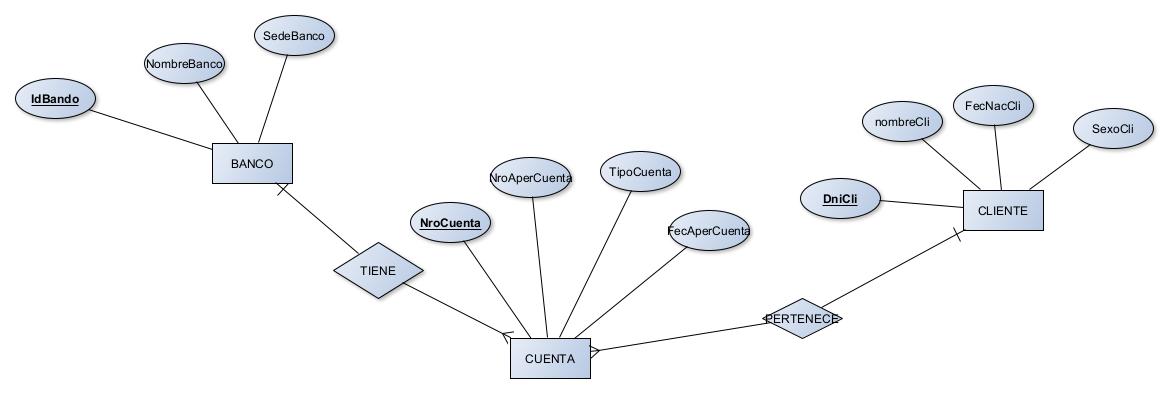 SedeBanco
NombreBanco
IdBando
BANCO
FecNacCli
nombreCli
SexoCli
DniCli
CLIENTE
NroAperCuenta
TipoCuenta
NroCuenta
FecAperCuenta
TIENE
PERTENECE
CUENTA